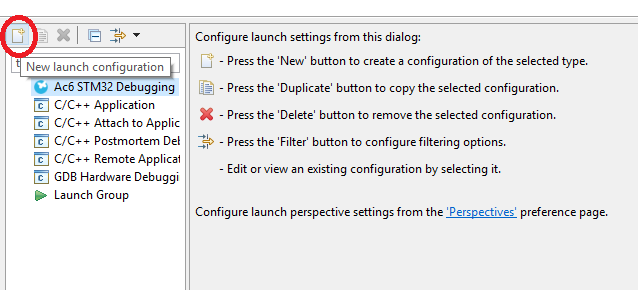 Configure launch settings from this dialog:
New launch configuration
- Press the 'New' button to create a configuration of the selected type.
Ac6 STM32 Debugging
- Press the 'Duplicate' button to copy the selected configuration.
C/C++ Application
- Press the 'Delete' button to remove the selected configuration.
C/C++ Attach to Applic
C/C++ Postmortem Deb
- Press the 'Filter' button to configure filtering options.
C/C++ Remote Applicat
- Edit or view an existing configuration by selecting it.
GDB Hardware Debuggi
Launch Group
Configure launch perspective settings from the 'Perspectives' preference page.